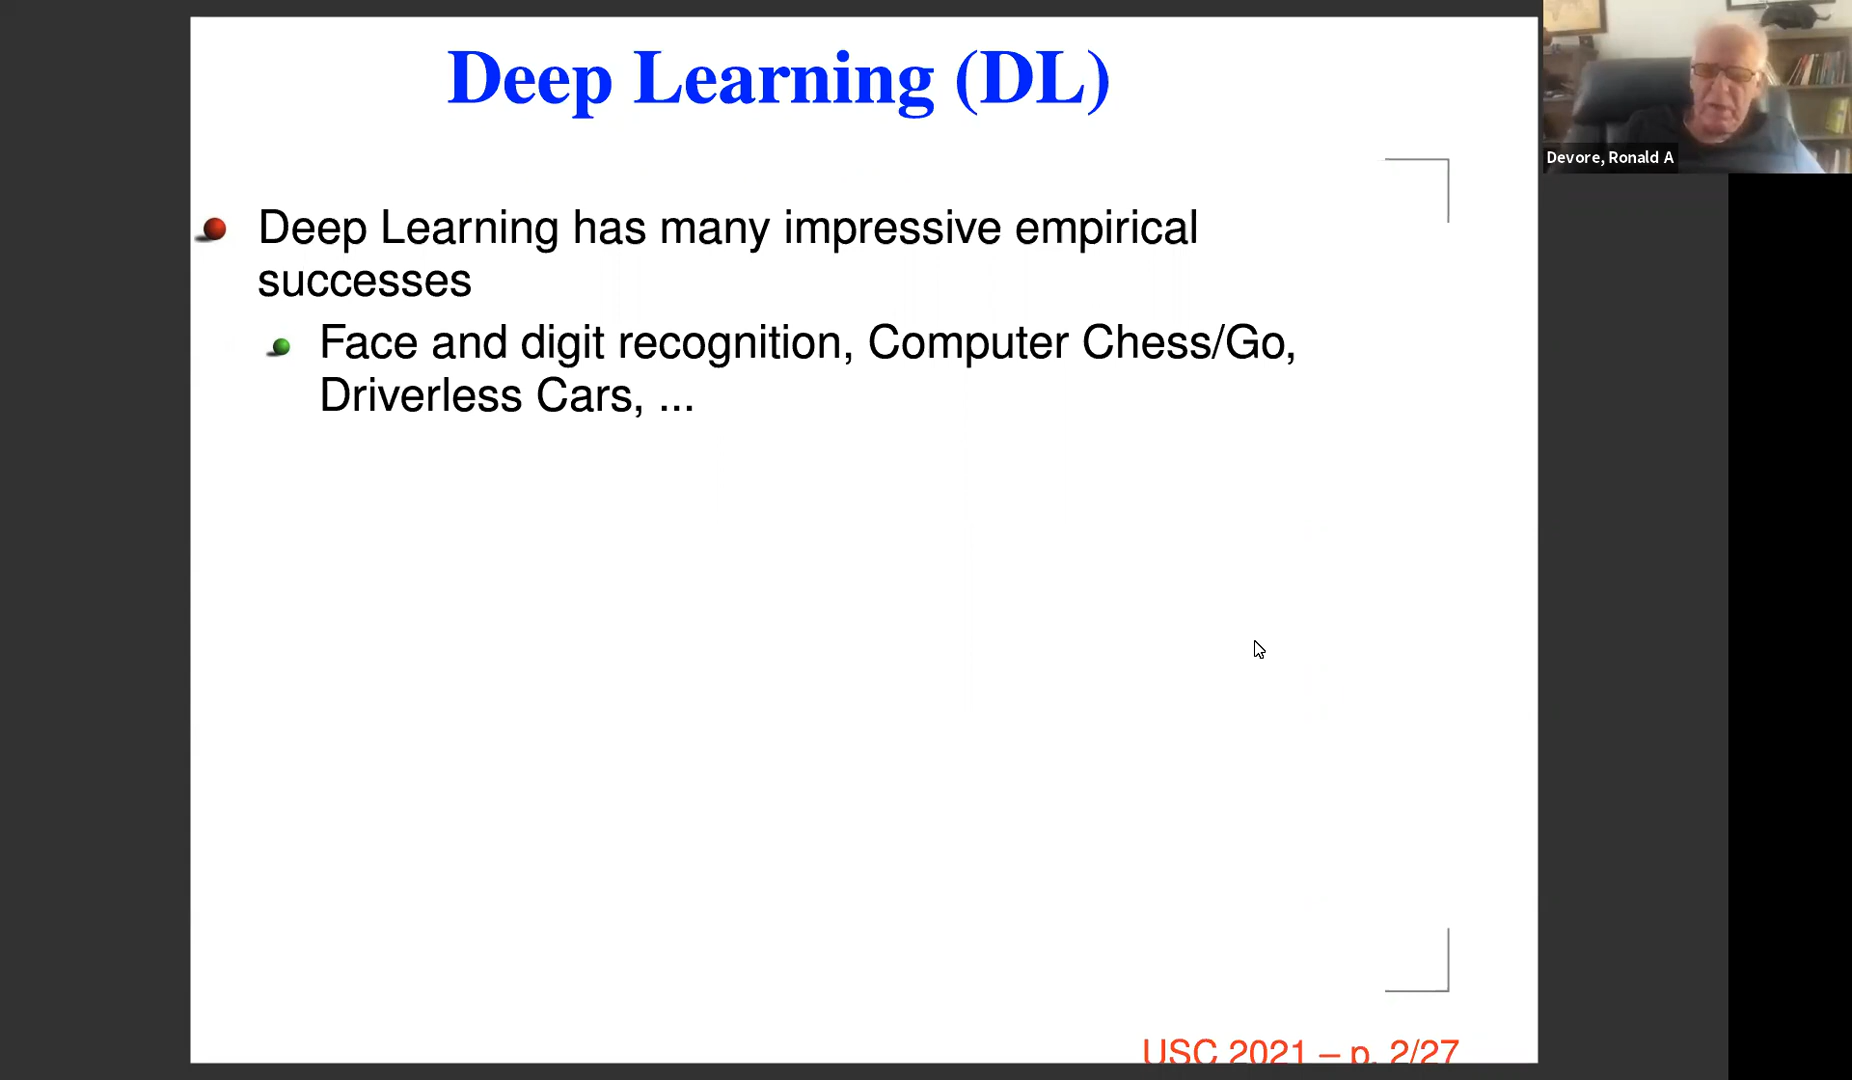 Deep Learning (DL)
Devore, Ronald A
Deep Learning has many impressive empirical
successes
Face and digit recognition, Computer Chess/Go,
Driverless Cars, ...
USC 2021 – p. 2/27